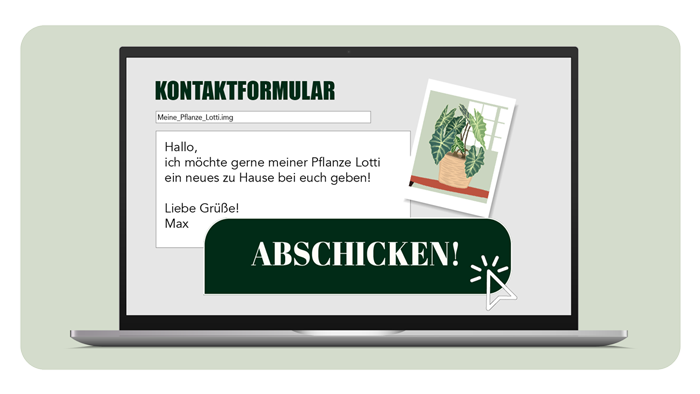 KONTAKTFORMULAR
Meine_Pflanze_Lotti.img
Hallo,
ich möchte gerne meiner Pflanze Lotti
ein neues zu Hause bei euch geben!
Liebe Grüße!
Max
ABSCHICKEN!